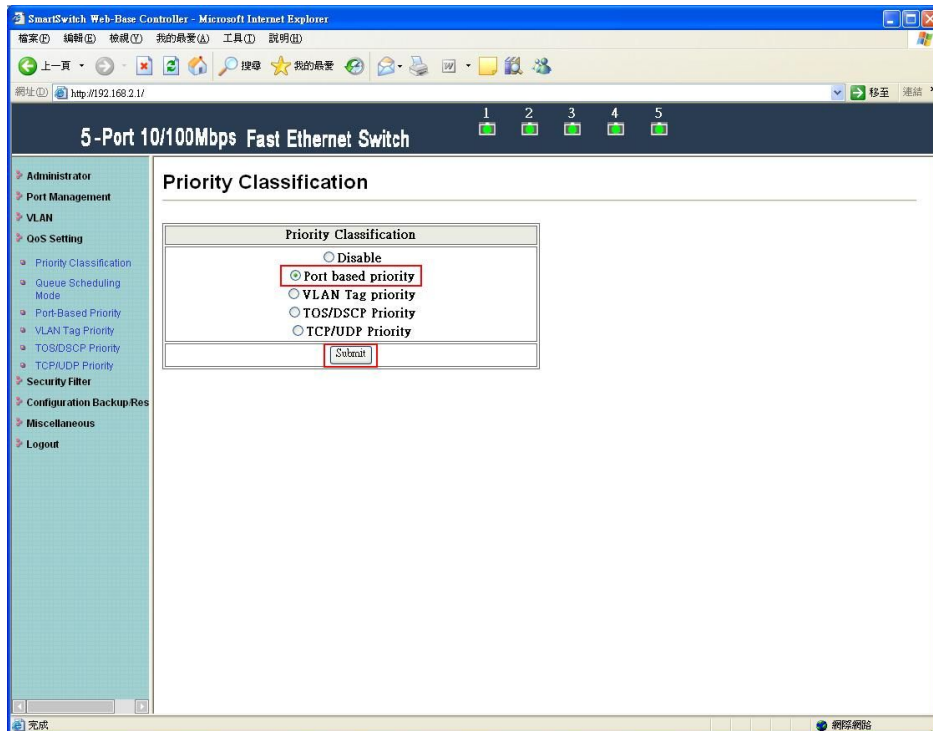 SmartSwitch Web-Base Controller - Microsoft Internet Explorer
檔案(F) 編輯(E) 檢視(V) 我的最愛(A) 工具(T) 說明(H)
上一頁 搜尋 我的最愛
網址(D) http://192.168.2.1/ 移至 連結
1 2 3 4 5
5-Port 10/100Mbps Fast Ethernet Switch
Administrator
Port Management
VLAN
QoS Setting
Priority Classification
Queue Scheduling
Mode
Port-Based Priority
VLAN Tag Priority
TOS/DSCP Priority
TCP/UDP Priority
Security Filter
Configuration Backup/Res
Miscellaneous
Logout
Priority Classification
Priority Classification
Disable
Port based priority
VLAN Tag priority
TOS/DSCP Priority
TCP/UDP Priority
Submit
完成 網際網路